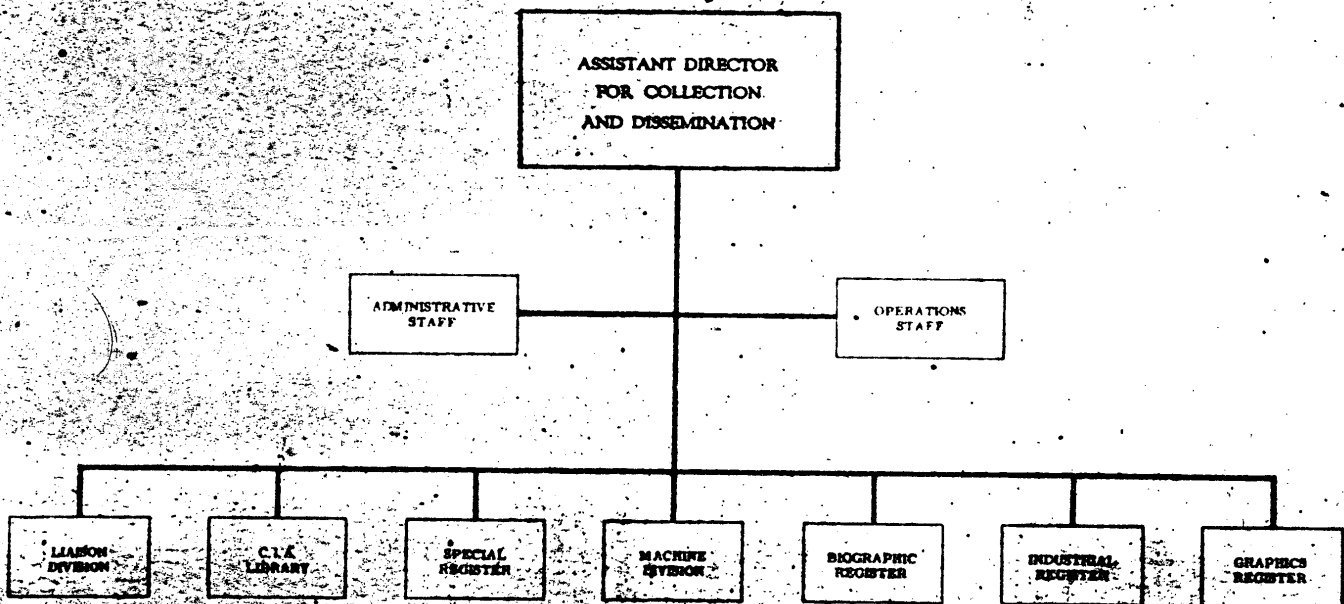 ASSISTANT DIRECTOR
FOR COLLECTION
AND DISSEMINATION
ADMINISTRATIVE
STAFF
OPERATIONS
STAFF
LIAISON
DIVISION
C.I.A.
LIBRARY
SPECIAL
REGISTER
MACHINE
DIVISION
BIOGRAPHIC
REGISTER
INDUSTRIAL
REGISTER
GRAPHICS
REGISTER